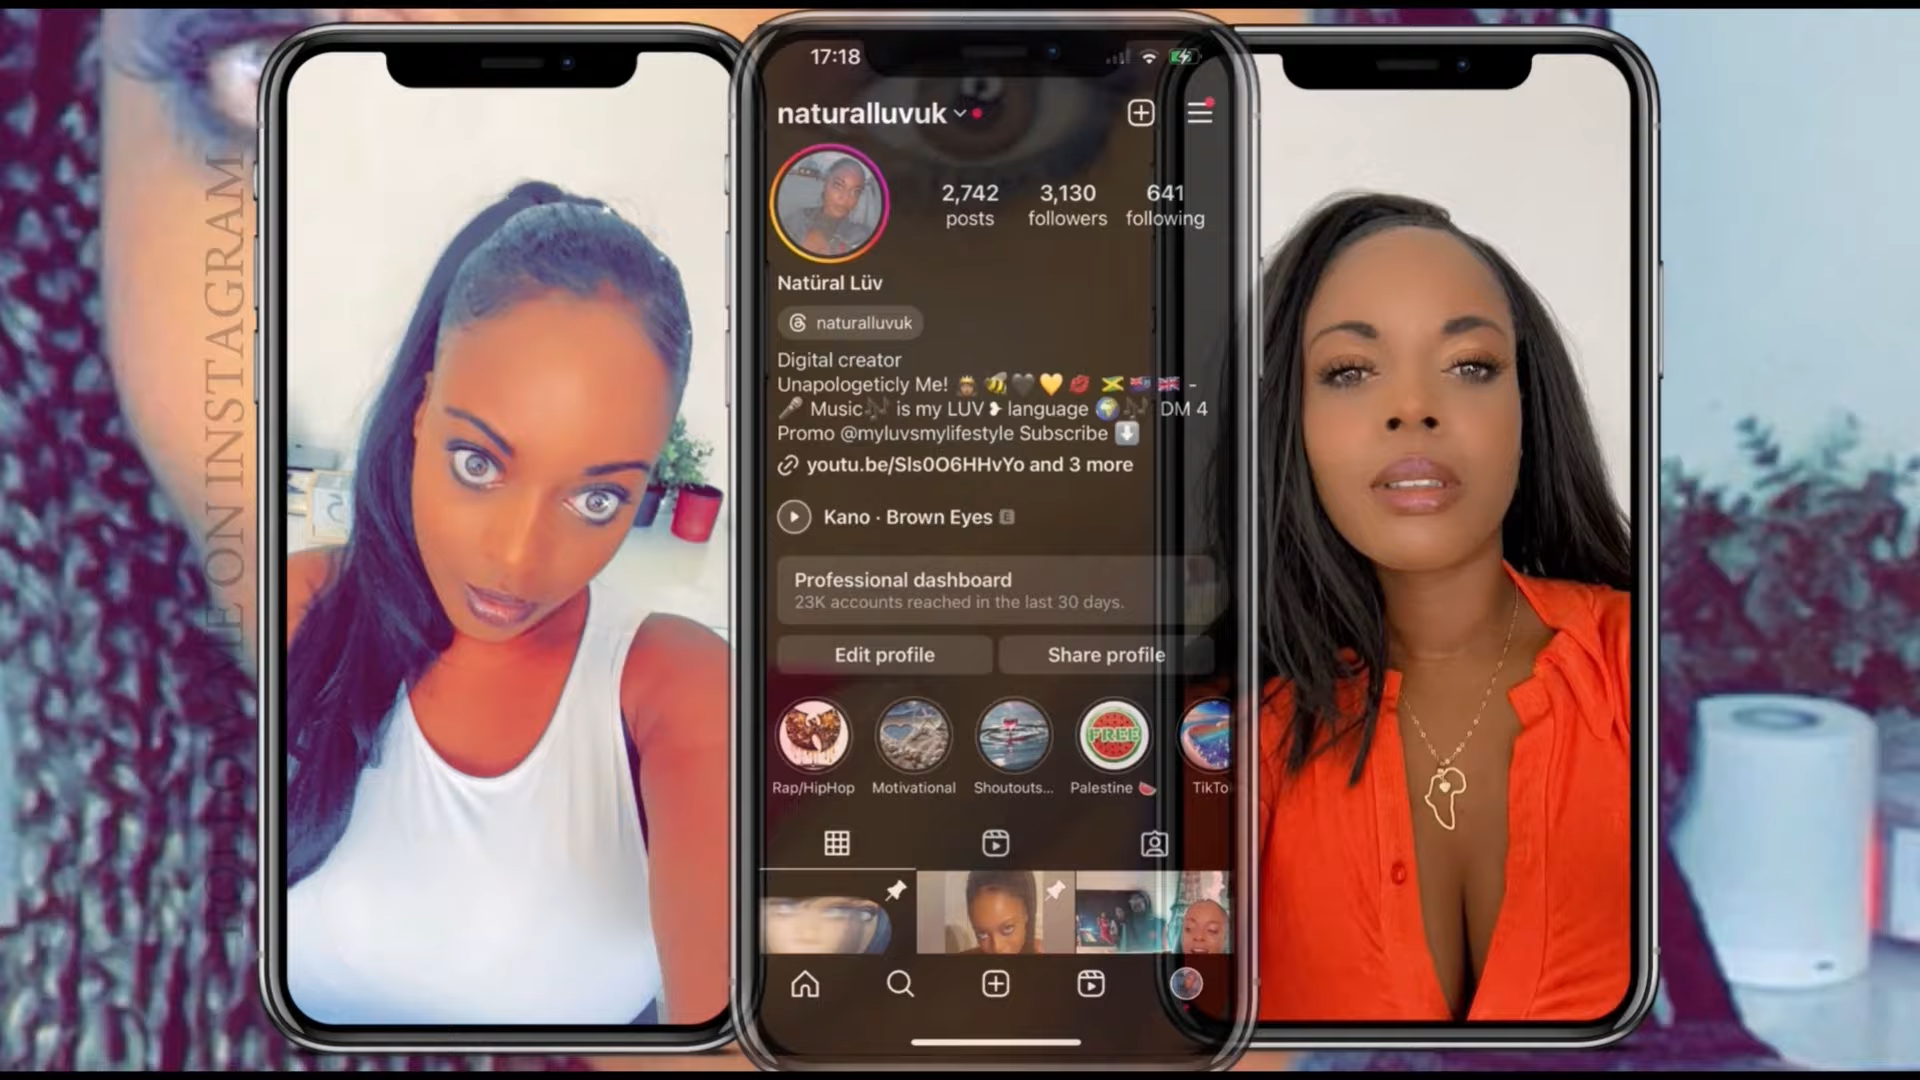 FOLLOW ME ON INSTAGRAM
17:18
naturalluvuk
2,742 3,130 641
posts followers following
Natüral Lüv
naturalluvuk
Digital creator
Unapologeticly Me! 👸🏾🐝🖤💛💋 🇯🇲🇲🇸🇬🇧 -
🎤 Music🎶 is my LUV❥ language 🌍🎶 DM 4
Promo @myluvsmylifestyle Subscribe ⬇️
youtu.be/SIs0O6HHvYo and 3 more
Kano · Brown Eyes E
Professional dashboard
23K accounts reached in the last 30 days.
Edit profile Share profile
FREE
Rap/HipHop Motivational Shoutouts... Palestine 🍉 TikTo